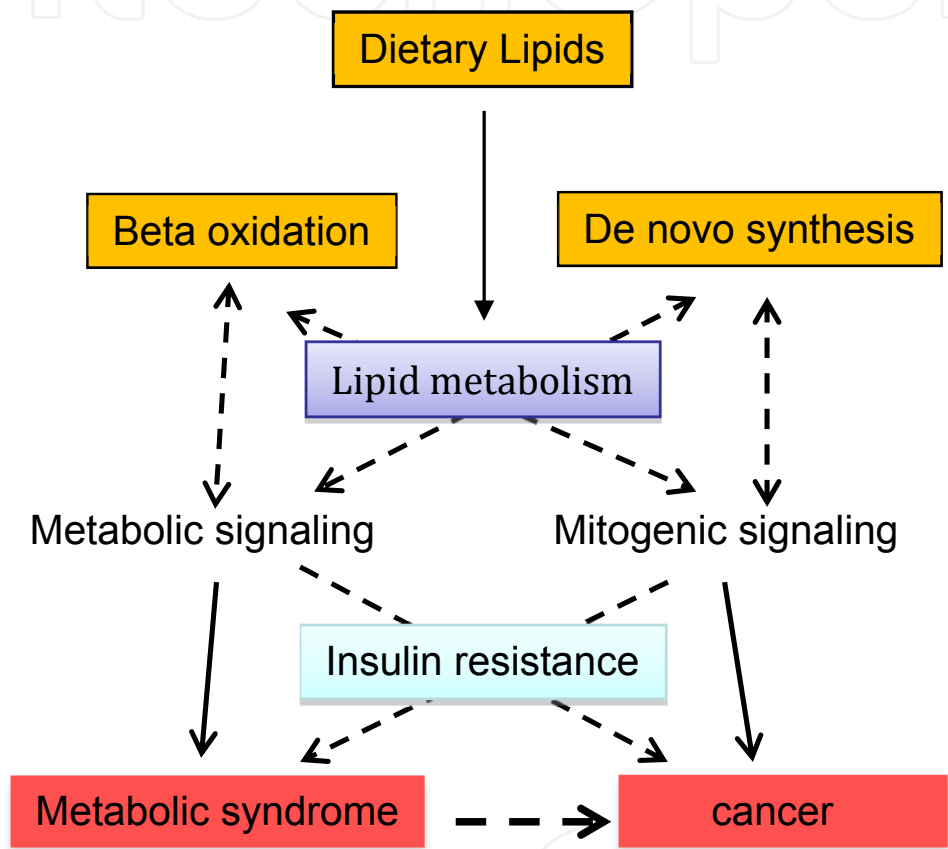 Dietary Lipids
Beta oxidation
De novo synthesis
Lipid metabolism
Metabolic signaling
Mitogenic signaling
Insulin resistance
Metabolic syndrome
cancer